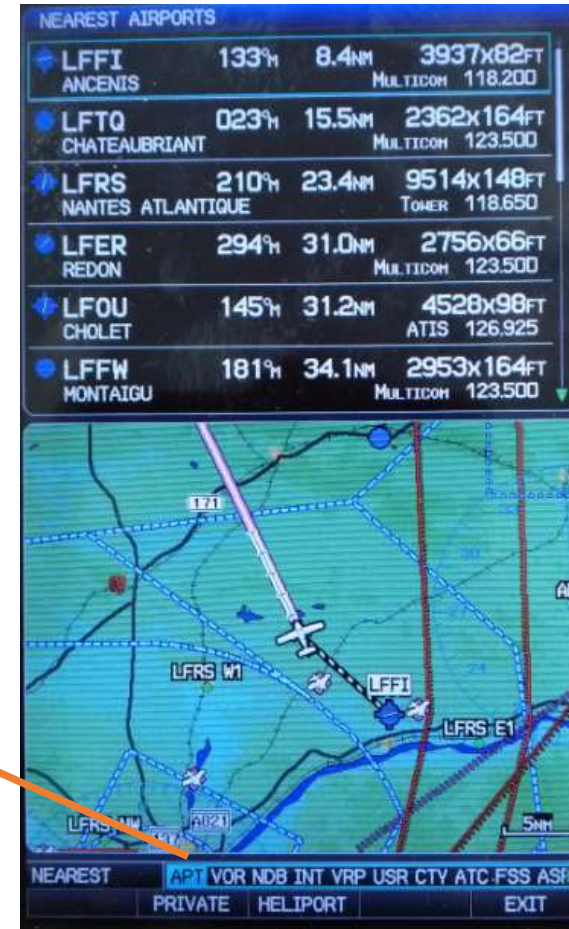 NEAREST AIRPORTS
LFFI 133°M 8.4NM 3937x82FT
ANCENIS MULTICOM 118.200
LFTQ 023°M 15.5NM 2362x164FT
CHATEAUBRIANT MULTICOM 123.500
LFRS 210°M 23.4NM 9514x148FT
NANTES ATLANTIQUE TOWER 118.650
LFER 294°M 31.0NM 2756x66FT
REDON MULTICOM 123.500
LFOU 145°M 31.2NM 4528x98FT
CHOLET ATIS 126.925
LFFW 181°M 34.1NM 2953x164FT
MONTAIGU MULTICOM 123.500
171
LFRS W1
LFFI
LFRS E1
LFRS NW
A821
5NM
NEAREST APT VOR NDB INT VRP USR CTY ATC FSS
PRIVATE HELIPORT EXIT